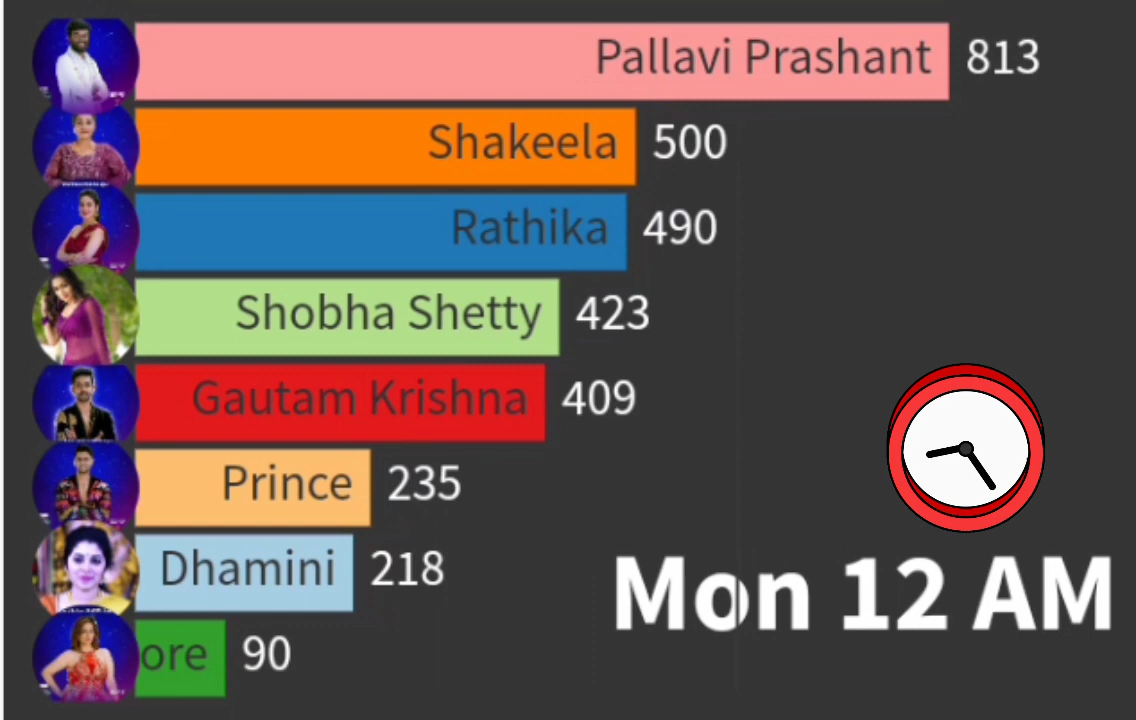 Pallavi Prashant 813
Shakeela 500
Rathika 490
Shobha Shetty 423
Gautam Krishna 409
Prince 235
Dhamini 218
ore 90
Mon 12 AM